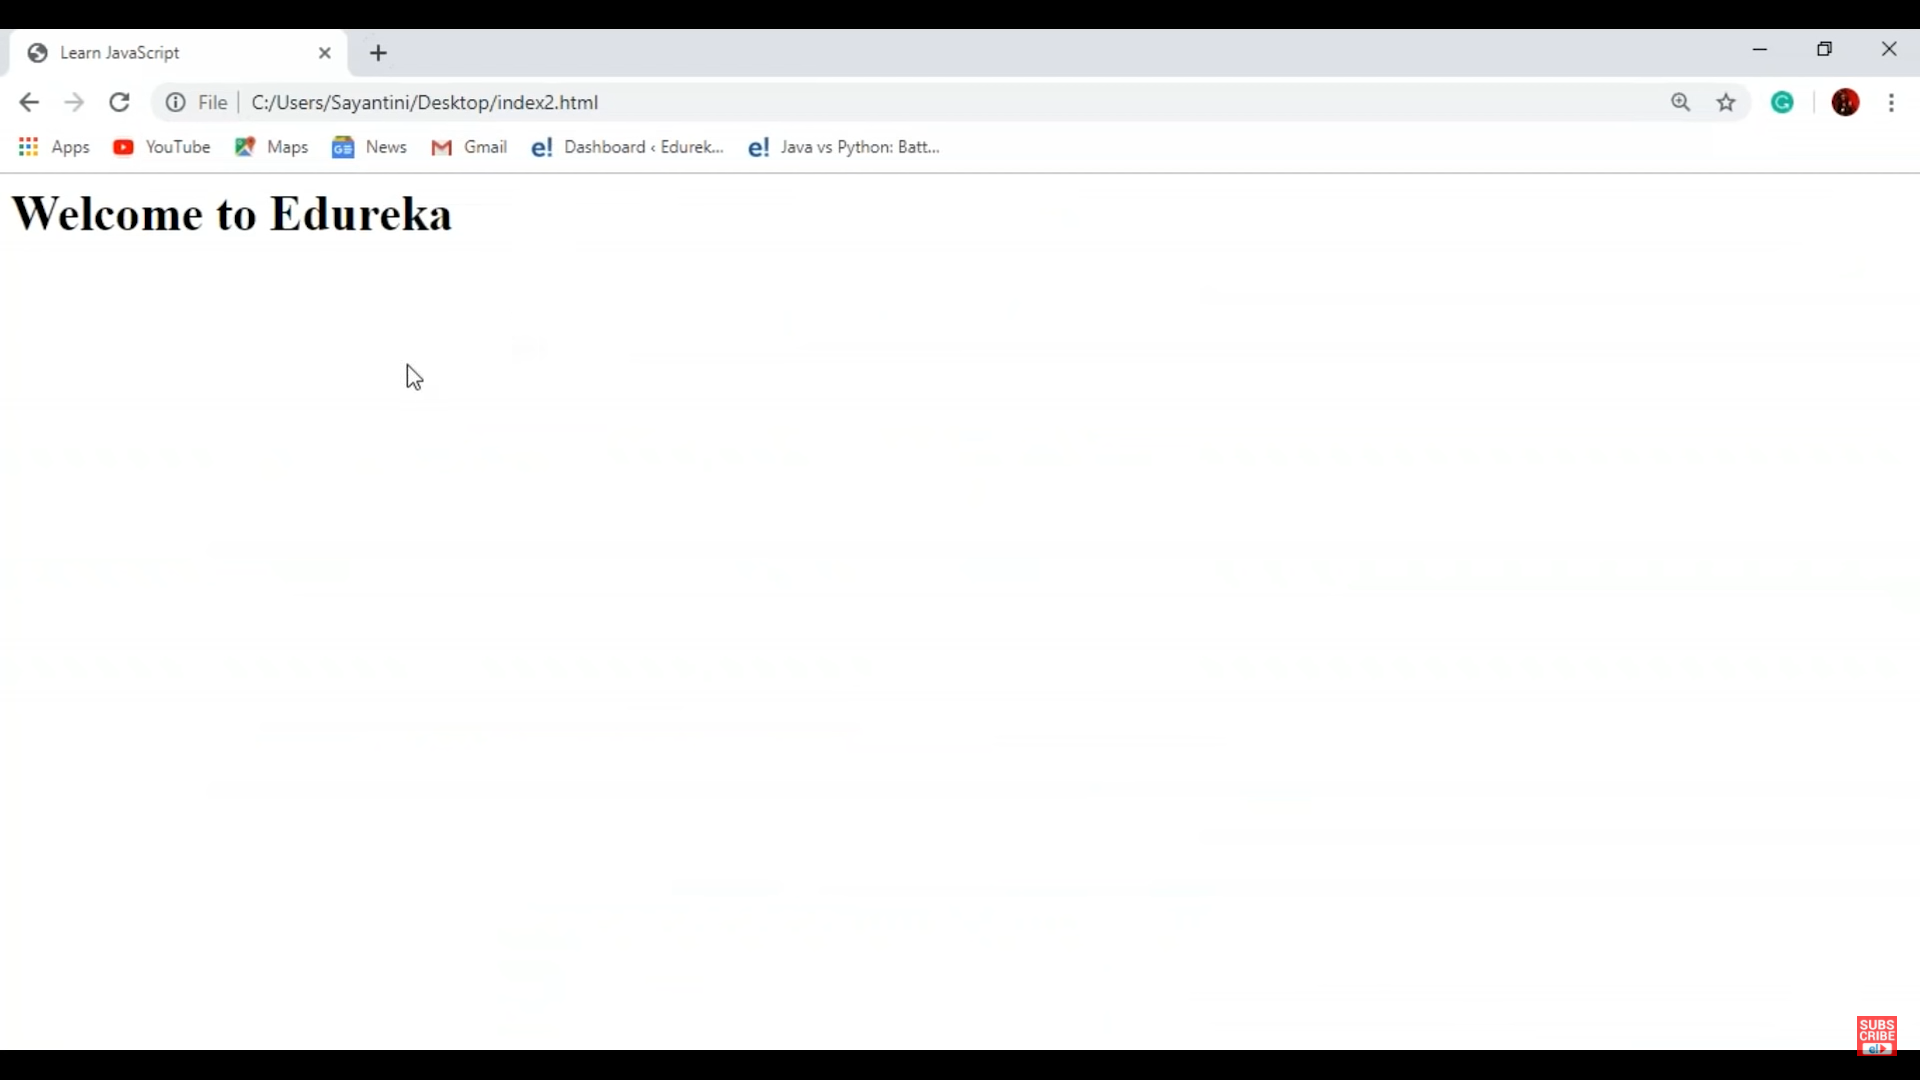 Learn JavaScript
File | C:/Users/Sayantini/Desktop/index2.html
Apps YouTube Maps GE News Gmail e! Dashboard ‹ Edurek... e! Java vs Python: Batt...
Welcome to Edureka
SUBS
CRIBE
e!